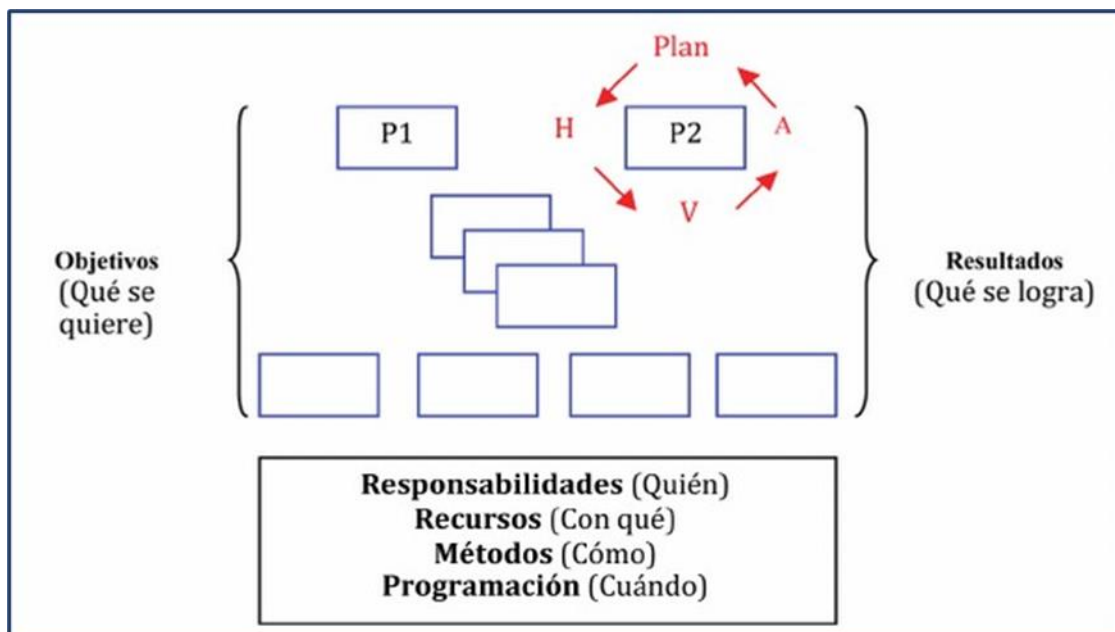 Plan
P1
H
P2
A
V
Objetivos
(Qué se
quiere)
Resultados
(Qué se logra)
Responsabilidades (Quién)
Recursos (Con qué)
Métodos (Cómo)
Programación (Cuándo)